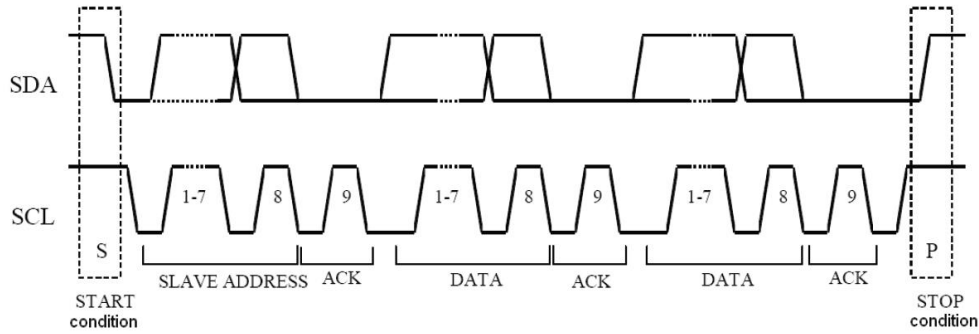 SDA
SCL
1-7 8 9 1-7 8 9 1-7 8 9
S P
SLAVE ADDRESS ACK DATA ACK DATA ACK
START condition
STOP condition